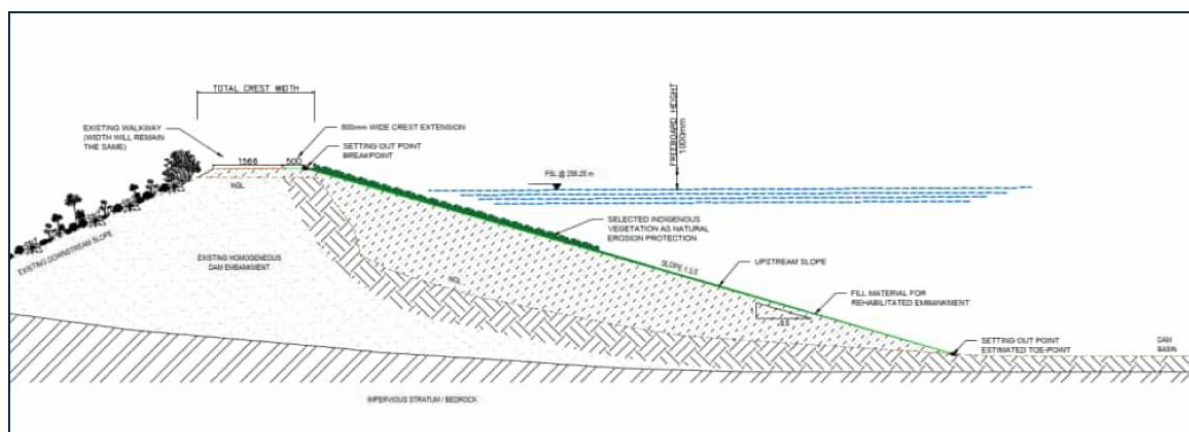 TOTAL CREST WIDTH
FREEBOARD HEIGHT
1000mm
EXISTING WALKWAY
(WIDTH WILL REMAIN
THE SAME)
500mm WIDE CREST EXTENSION
SETTING OUT POINT
BREAKPOINT
1566
500
NGL
FSL @
SELECTED INDIGENOUS
VEGETATION AS NATURAL
EROSION PROTECTION
EXISTING DOWNSTREAM SLOPE
EXISTING HOMOGENEOUS
DAM EMBANKMENT
NGL
SLOPE
UPSTREAM SLOPE
FILL MATERIAL FOR
REHABILITATED EMBANKMENT
SETTING OUT POINT
ESTIMATED TOE-POINT
DAM
BASIN
IMPERVIOUS STRATUM / BEDROCK